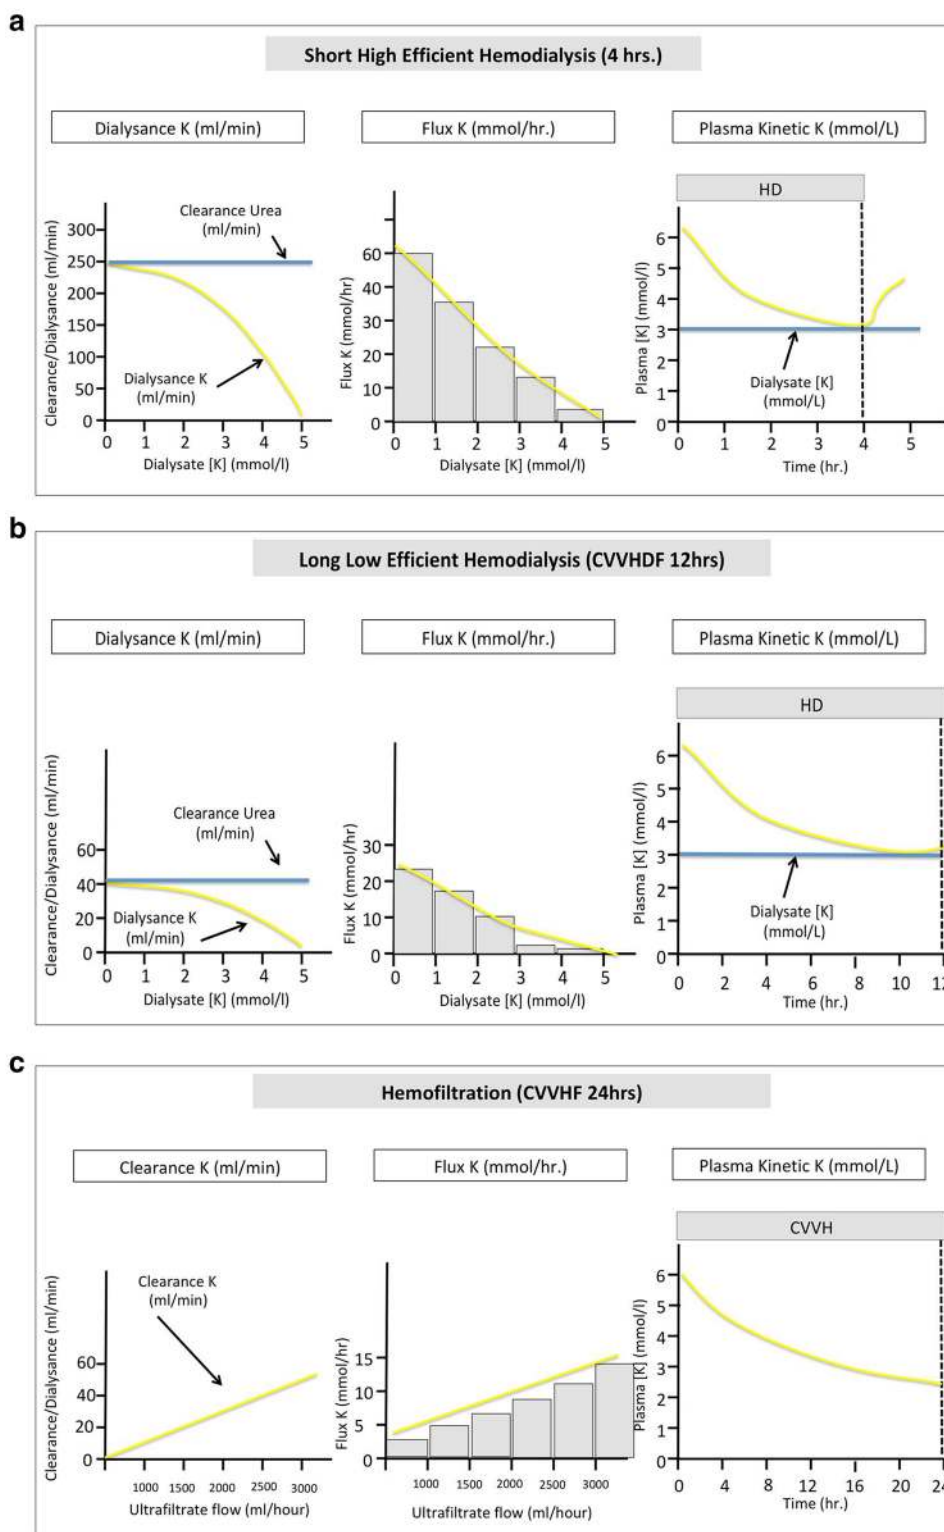 a
Short High Efficient Hemodialysis (4 hrs.)
Dialysance K (ml/min)
Flux K (mmol/hr.)
Plasma Kinetic K (mmol/L)
Clearance/Dialysance (ml/min)
300
250
200
150
100
50
0
Clearance Urea
(ml/min)
Dialysance K
(ml/min)
0 1 2 3 4 5
Dialysate [K] (mmol/l)
Flux K (mmol/hr)
60
40
30
20
10
0
0 1 2 3 4 5
Dialysate [K] (mmol/l)
HD
Plasma [K] (mmol/l)
6
5
4
3
2
1
0
Dialysate [K]
(mmol/L)
0 1 2 3 4 5
Time (hr.)
b
Long Low Efficient Hemodialysis (CVVHDF 12hrs)
Dialysance K (ml/min)
Flux K (mmol/hr.)
Plasma Kinetic K (mmol/L)
Clearance/Dialysance (ml/min)
60
40
20
0
Clearance Urea
(ml/min)
Dialysance K
(ml/min)
0 1 2 3 4 5
Dialysate [K] (mmol/l)
Flux K (mmol/hr)
30
20
10
0
0 1 2 3 4 5
Dialysate [K] (mmol/l)
HD
Plasma [K] (mmol/l)
6
5
4
3
2
1
0
Dialysate [K]
(mmol/L)
0 2 4 6 8 10 12
Time (hr.)
c
Hemofiltration (CVVHF 24hrs)
Clearance K (ml/min)
Flux K (mmol/hr.)
Plasma Kinetic K (mmol/L)
Clearance/Dialysance (ml/min)
60
40
20
0
Clearance K
(ml/min)
1000 1500 2000 2500 3000
Ultrafiltrate flow (ml/hour)
Flux K (mmol/hr)
15
10
5
0
1000 1500 2000 2500 3000
Ultrafiltrate flow (ml/hour)
CVVH
Plasma [K] (mmol/l)
6
5
4
3
2
1
0
0 4 8 12 16 20 24
Time (hr.)